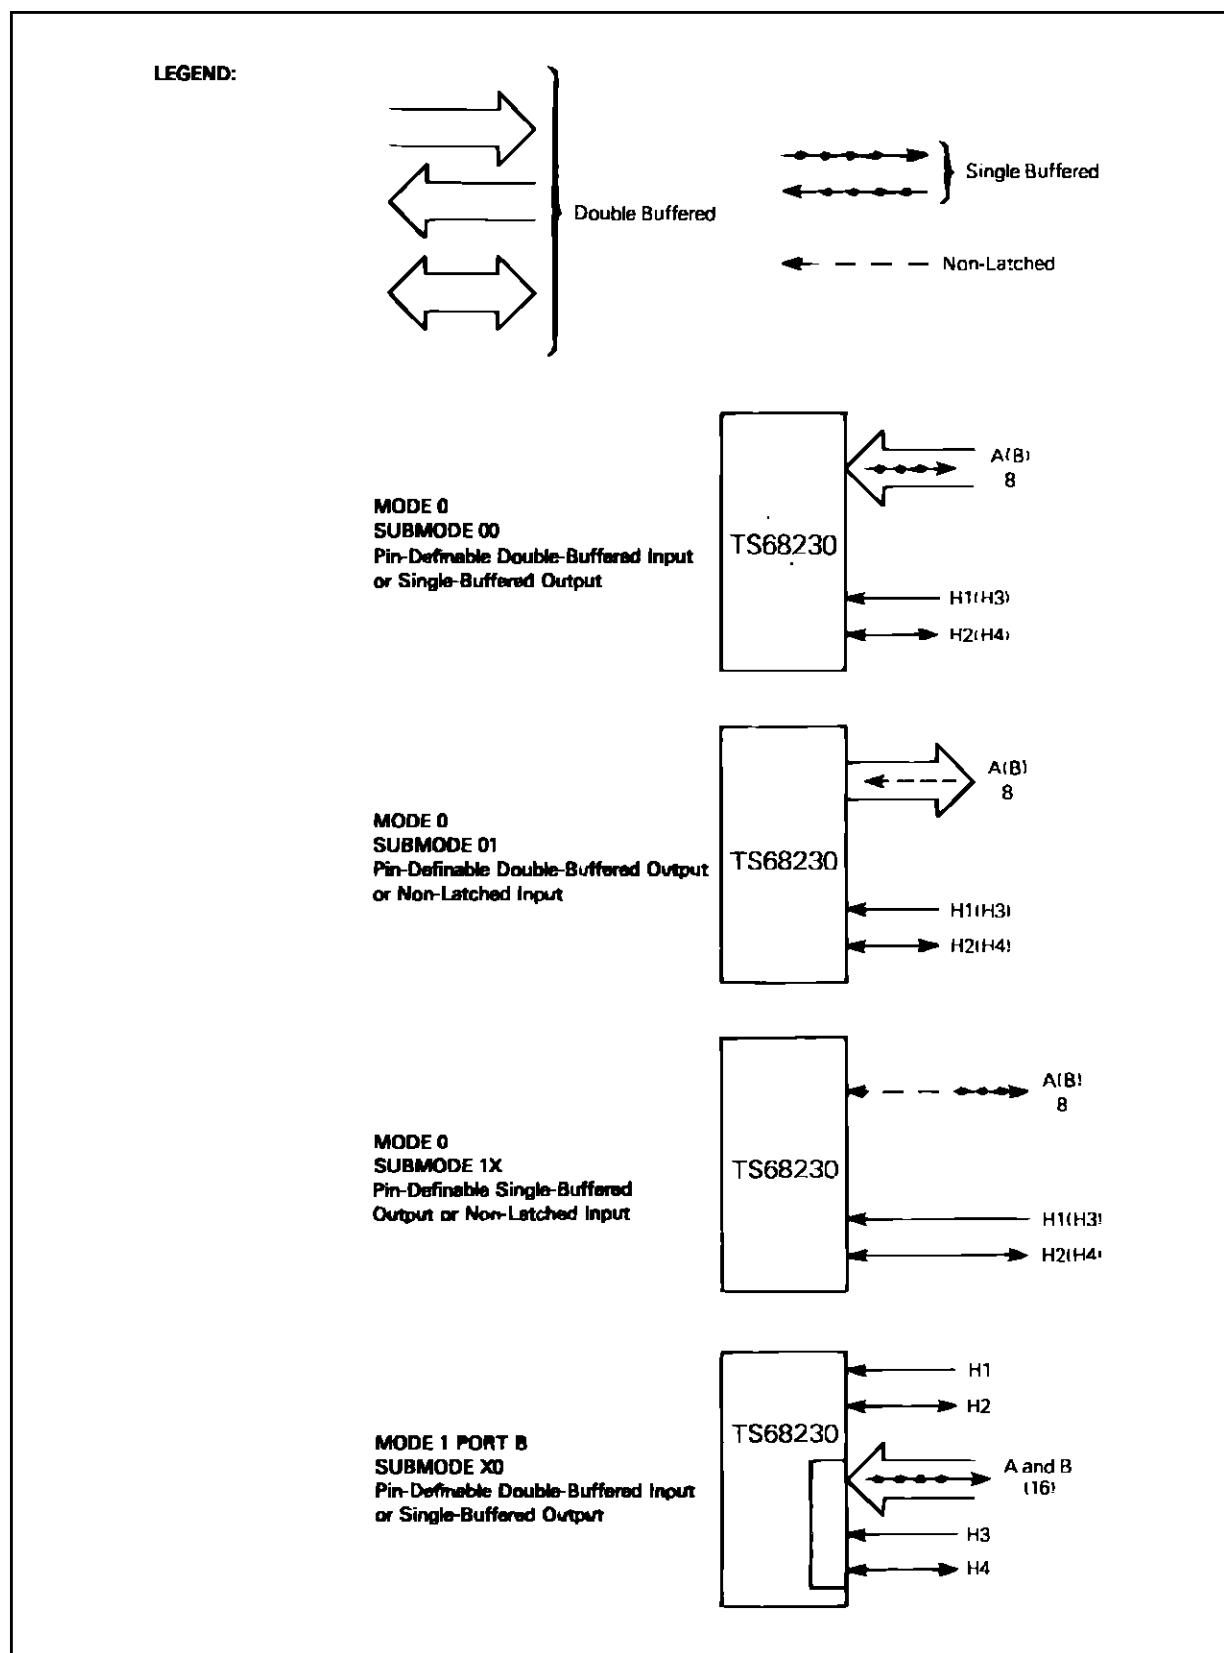 LEGEND:
Double Buffered
Single Buffered
Non-Latched
MODE 0
SUBMODE 00
Pin-Definable Double-Buffered Input
or Single-Buffered Output
TS68230
A(B)
8
H1(H3)
H2(H4)
MODE 0
SUBMODE 01
Pin-Definable Double-Buffered Output
or Non-Latched Input
TS68230
A(B)
8
H1(H3)
H2(H4)
MODE 0
SUBMODE 1X
Pin-Definable Single-Buffered
Output or Non-Latched Input
TS68230
A(B)
8
H1(H3)
H2(H4)
MODE 1 PORT B
SUBMODE X0
Pin-Definable Double-Buffered Input
or Single-Buffered Output
TS68230
H1
H2
A and B
(16)
H3
H4